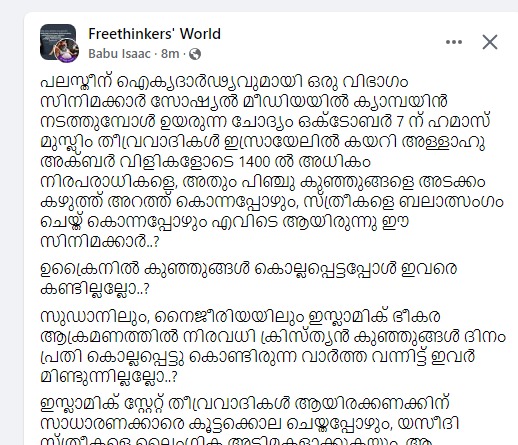 Freethinkers' World
Babu Isaac · 8m ·
പലസ്തീന് ഐക്യദാർഢ്യവുമായി ഒരു വിഭാഗം
സിനിമക്കാർ സോഷ്യൽ മീഡിയയിൽ ക്യാമ്പയിൻ
നടത്തുമ്പോൾ ഉയരുന്ന ചോദ്യം ഒക്ടോബർ 7 ന് ഹമാസ്
മുസ്ലിം തീവ്രവാദികൾ ഇസ്രായേലിൽ കയറി അള്ളാഹു
അക്ബർ വിളികളോടെ 1400 ൽ അധികം
നിരപരാധികളെ, അതും പിഞ്ചു കുഞ്ഞുങ്ങളെ അടക്കം
കഴുത്ത് അറത്ത് കൊന്നപ്പോഴും, സ്ത്രീകളെ ബലാത്സംഗം
ചെയ്ത് കൊന്നപ്പോഴും എവിടെ ആയിരുന്നു ഈ
സിനിമക്കാർ..?
ഉക്രൈനിൽ കുഞ്ഞുങ്ങൾ കൊല്ലപ്പെട്ടപ്പോൾ ഇവരെ
കണ്ടില്ലല്ലോ..?
സുഡാനിലും, നൈജീരിയയിലും ഇസ്ലാമിക് ഭീകര
ആക്രമണത്തിൽ നിരവധി ക്രിസ്ത്യൻ കുഞ്ഞുങ്ങൾ ദിനം
പ്രതി കൊല്ലപ്പെട്ടു കൊണ്ടിരുന്ന വാർത്ത വന്നിട്ട് ഇവർ
മിണ്ടുന്നില്ലല്ലോ..?
ഇസ്ലാമിക് സ്റ്റേറ്റ് തീവ്രവാദികൾ ആയിരക്കണക്കിന്
സാധാരണക്കാരെ കൂട്ടക്കൊല ചെയ്തപ്പോഴും, യസീദി
സ്ത്രീകളെ ലൈംഗിക അടിമകളാക്കുകയും, ആ